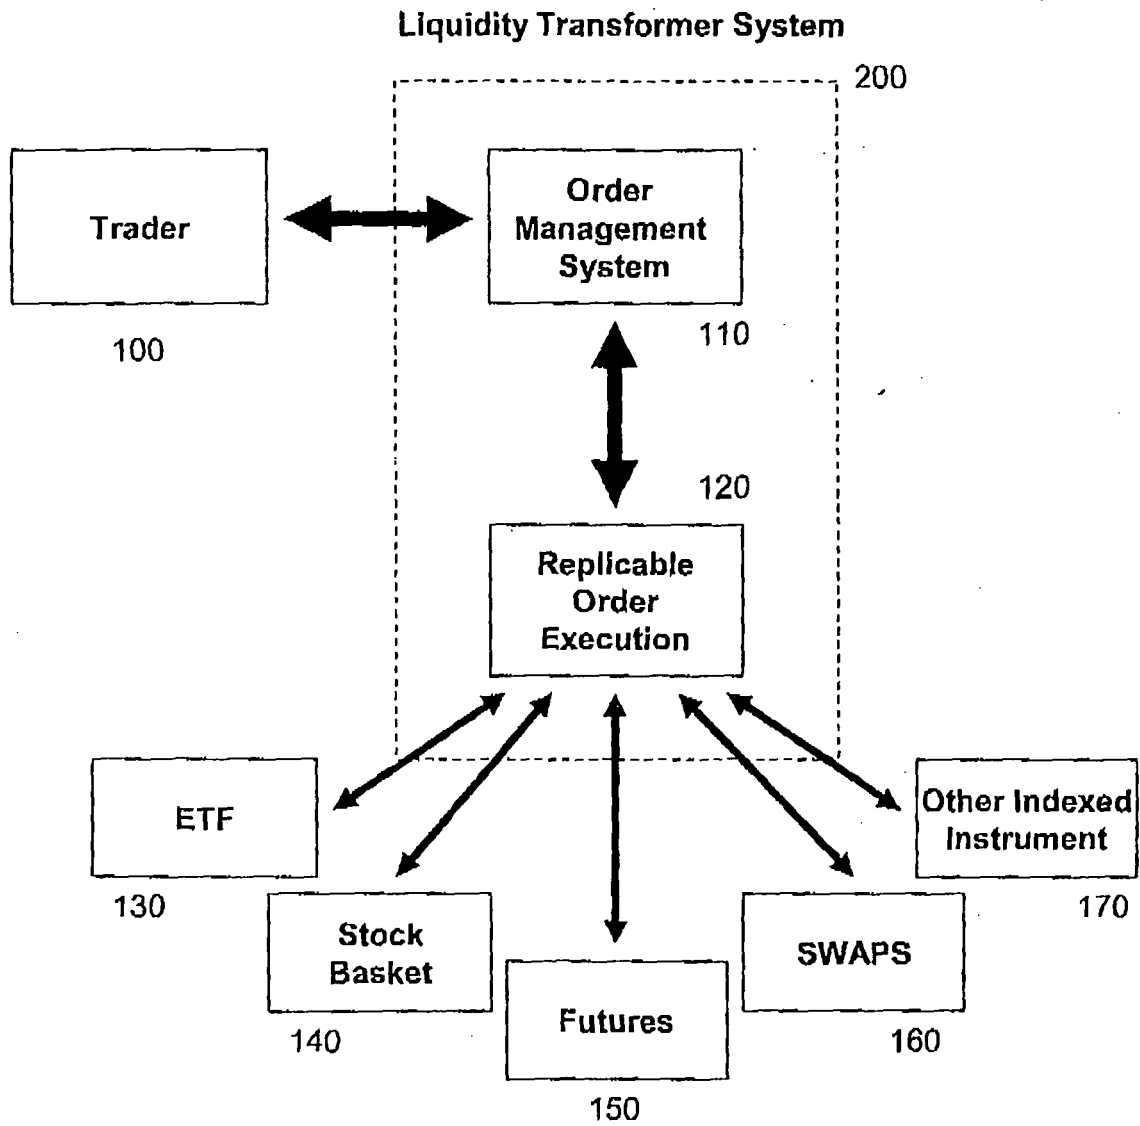 Liquidity Transformer System
200
Trader
100
Order
Management
System
110
120
Replicable
Order
Execution
ETF
130
Stock
Basket
140
Futures
150
SWAPS
160
Other Indexed
Instrument
170